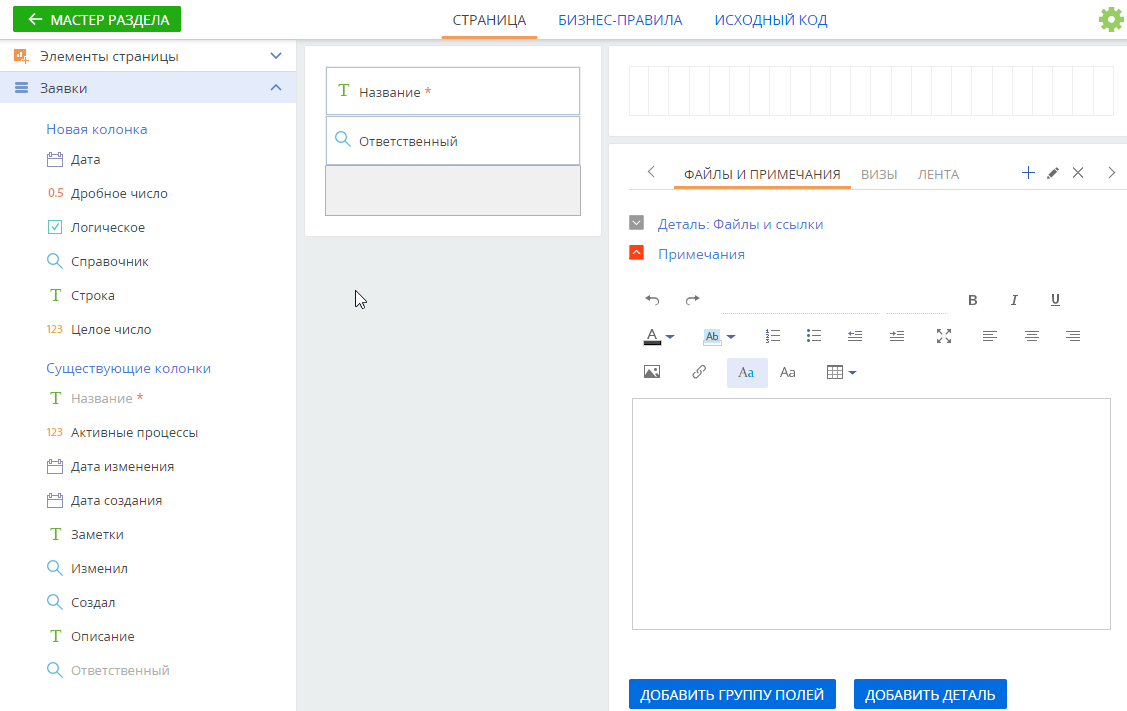 МАСТЕР РАЗДЕЛА
СТРАНИЦА БИЗНЕС-ПРАВИЛА ИСХОДНЫЙ КОД
Элементы страницы
Заявки
Новая колонка
Дата
0.5 Дробное число
Логическое
Справочник
T Строка
123 Целое число
Существующие колонки
T Название *
123 Активные процессы
Дата изменения
Дата создания
T Заметки
Изменил
Создал
T Описание
Ответственный
T Название *
Ответственный
ФАЙЛЫ И ПРИМЕЧАНИЯ ВИЗЫ ЛЕНТА
Деталь: Файлы и ссылки
Примечания
B I U
A Ab
Aa Aa
ДОБАВИТЬ ГРУППУ ПОЛЕЙ ДОБАВИТЬ ДЕТАЛЬ